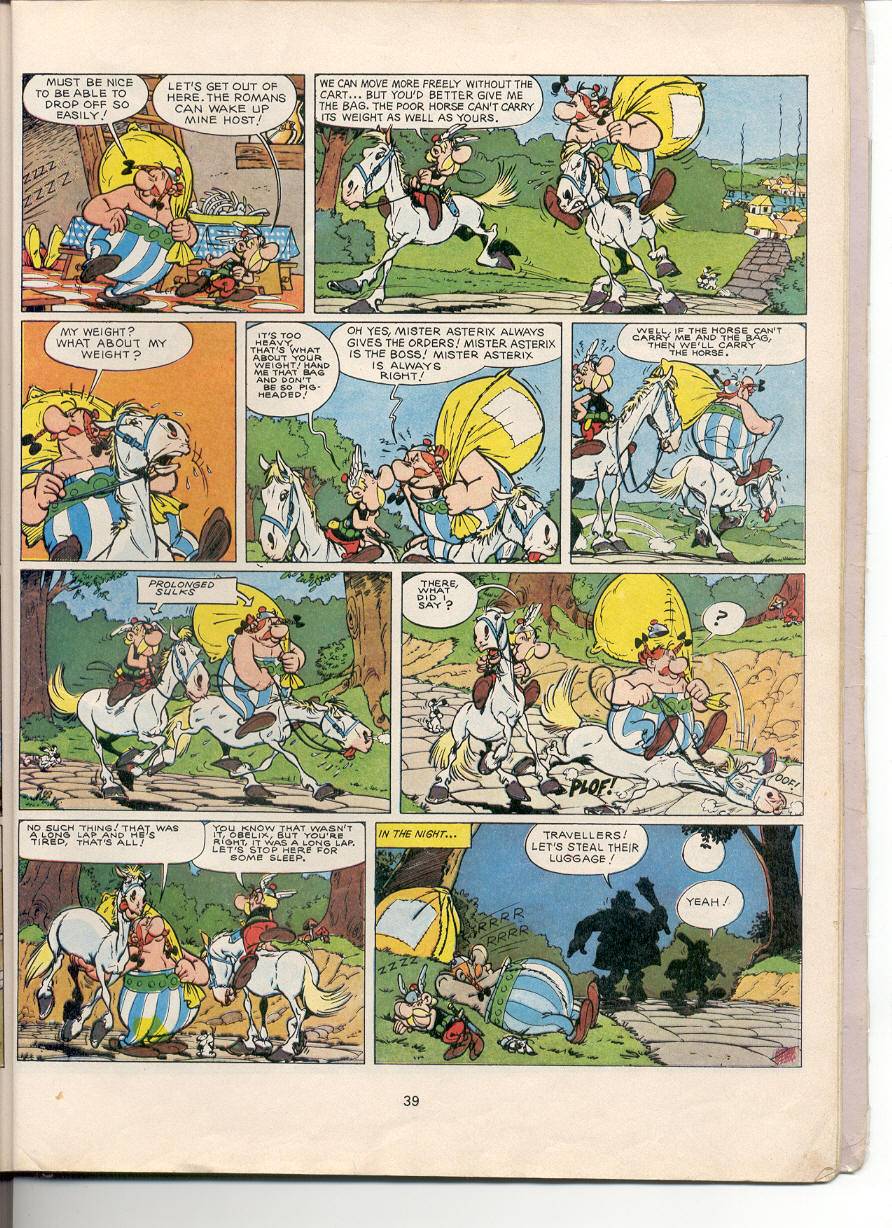 MUST BE NICE
TO BE ABLE TO
DROP OFF SO
EASILY!
LET'S GET OUT OF
HERE. THE ROMANS
CAN WAKE UP
MINE HOST!
ZZZZ
ZZZZ
WE CAN MOVE MORE FREELY WITHOUT THE
CART... BUT YOU'D BETTER GIVE ME
THE BAG. THE POOR HORSE CAN'T CARRY
ITS WEIGHT AS WELL AS YOURS.
MY WEIGHT?
WHAT ABOUT MY
WEIGHT?
IT'S TOO
HEAVY,
THAT'S WHAT
ABOUT YOUR
WEIGHT! HAND
ME THAT BAG
AND DON'T
BE SO PIG-
HEADED!
OH YES, MISTER ASTERIX ALWAYS
GIVES THE ORDERS! MISTER ASTERIX
IS THE BOSS! MISTER ASTERIX
IS ALWAYS
RIGHT!
WELL, IF THE HORSE CAN'T
CARRY ME AND THE BAG,
THEN WE'LL CARRY
THE HORSE.
PROLONGED
SULKS
THERE,
WHAT
DID I
SAY?
?
PLOF!
OOF!
NO SUCH THING! THAT WAS
A LONG LAP AND HE'S
TIRED, THAT'S ALL!
YOU KNOW THAT WASN'T
IT, OBELIX, BUT YOU'RE
RIGHT, IT WAS A LONG LAP.
LET'S STOP HERE FOR
SOME SLEEP.
IN THE NIGHT...
TRAVELLERS!
LET'S STEAL THEIR
LUGGAGE!
YEAH!
RRRR
RRRR
ZZZZ
39